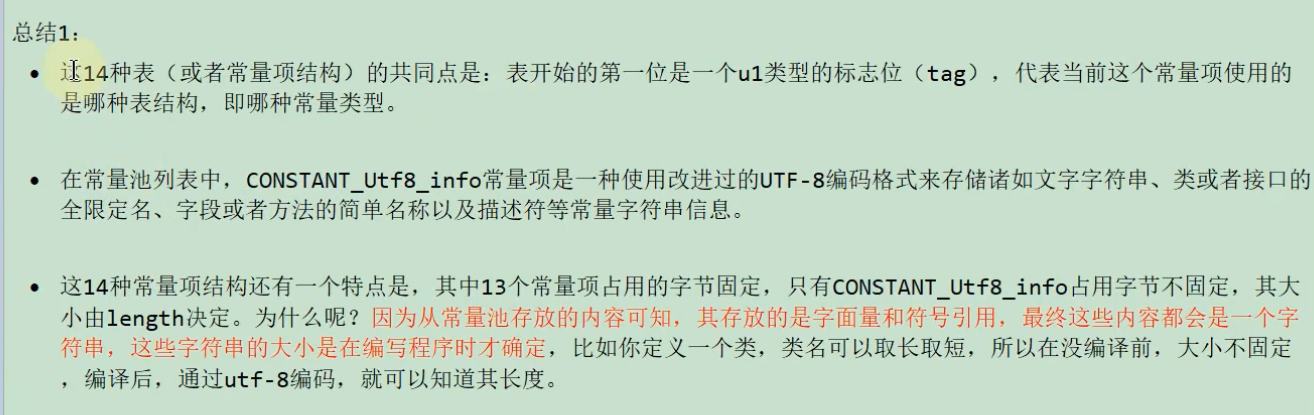 总结1：
• 这14种表（或者常量项结构）的共同点是：表开始的第一位是一个u1类型的标志位（tag），代表当前这个常量项使用的
是哪种表结构，即哪种常量类型。
• 在常量池列表中，CONSTANT_Utf8_info常量项是一种使用改进过的UTF-8编码格式来存储诸如文字字符串、类或者接口的
全限定名、字段或者方法的简单名称以及描述符等常量字符串信息。
• 这14种常量项结构还有一个特点是，其中13个常量项占用的字节固定，只有CONSTANT_Utf8_info占用字节不固定，其大
小由length决定。为什么呢？因为从常量池存放的内容可知，其存放的是字面量和符号引用，最终这些内容都会是一个字
符串，这些字符串的大小是在编写程序时才确定，比如你定义一个类，类名可以取长取短，所以在没编译前，大小不固定
，编译后，通过utf-8编码，就可以知道其长度。